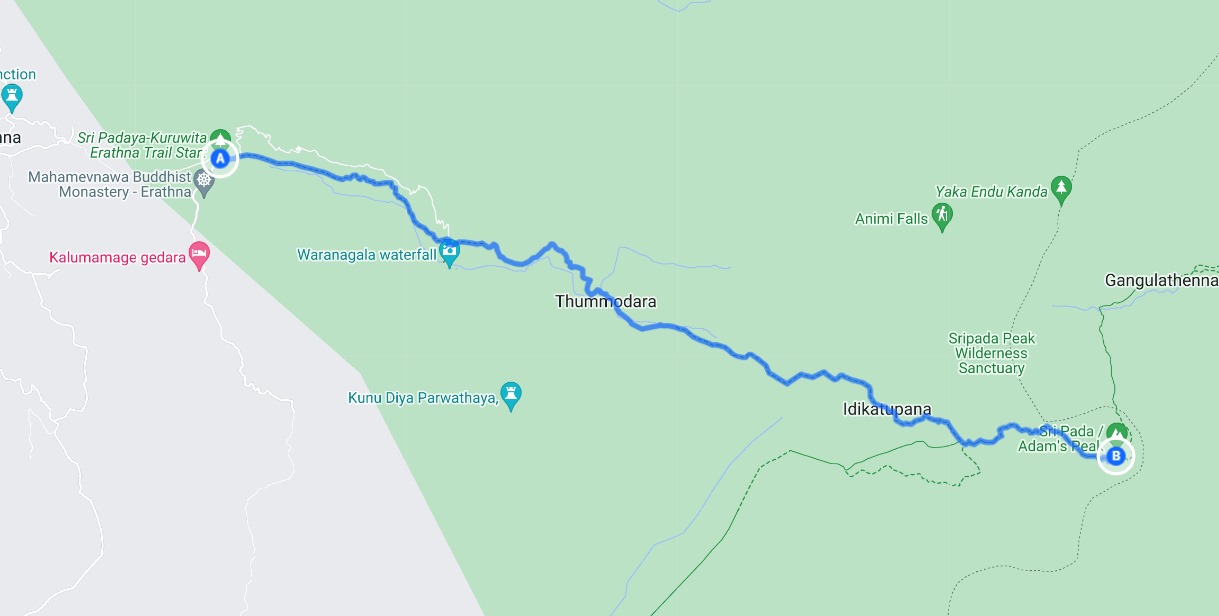 nction
nna
Sri Padaya-Kuruwita
Erathna Trail Star
A
Mahamevnawa Buddhist
Monastery - Erathna
Kalumamage gedara
Waranagala waterfall
Thummodara
Kunu Diya Parwathaya,
Yaka Endu Kanda
Animi Falls
Gangulathenna
Sripada Peak
Wilderness
Sanctuary
Idikatupana
Sri Pada /
Adam's Peak
B